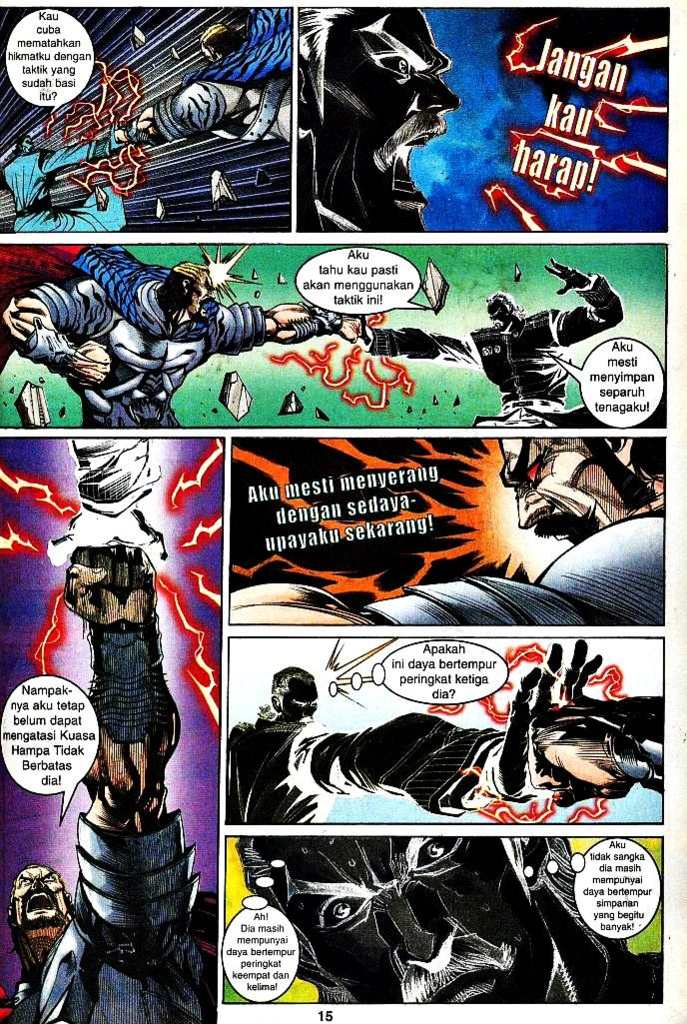 Kau
cuba
mematahkan
hikmatku dengan
taktik yang
sudah basi
itu?
Jangan
kau
harap!
Aku
tahu kau pasti
akan menggunakan
taktik ini!
Aku
mesti
menyimpan
separuh
tenagaku!
Nampak-
nya aku tetap
belum dapat
mengatasi Kuasa
Hampa Tidak
Berbatas
dia!
Aku mesti menyerang
dengan sedaya-
upayaku sekarang!
Apakah
ini daya bertempur
peringkat ketiga
dia?
Ah!
Dia masih
mempunyai
daya bertempur
peringkat
keempat dan
kelima!
Aku
tidak sangka
dia masih
mempuhyai
daya bertempur
simpanan
yang begitu
banyak!
15